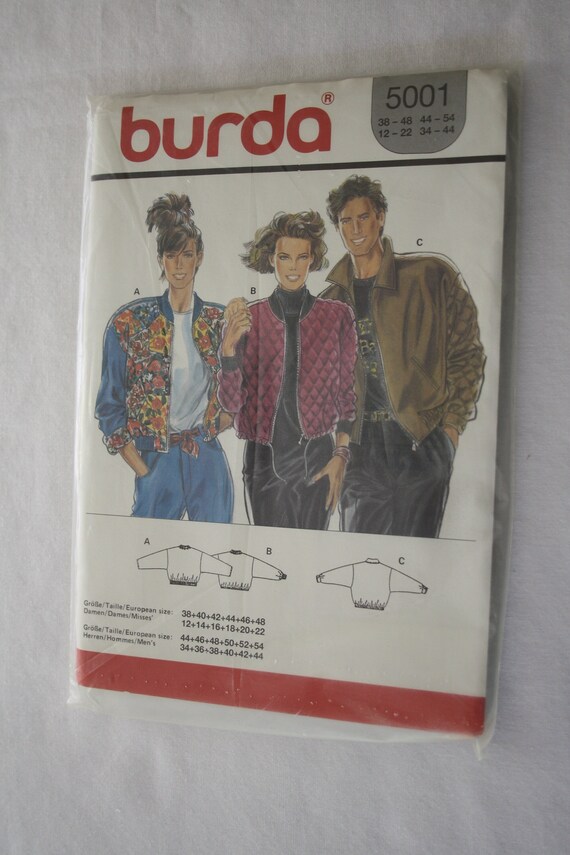 burda®
5001
38 – 48 44 – 54
12 – 22 34 – 44
A
B
C
A
B
C
Größe/Taille/European size: 38+40+42+44+46+48
Damen/Dames/Misses' 12+14+16+18+20+22
Größe/Taille/European size: 44+46+48+50+52+54
Herren/Hommes/Men's 34+36+38+40+42+44